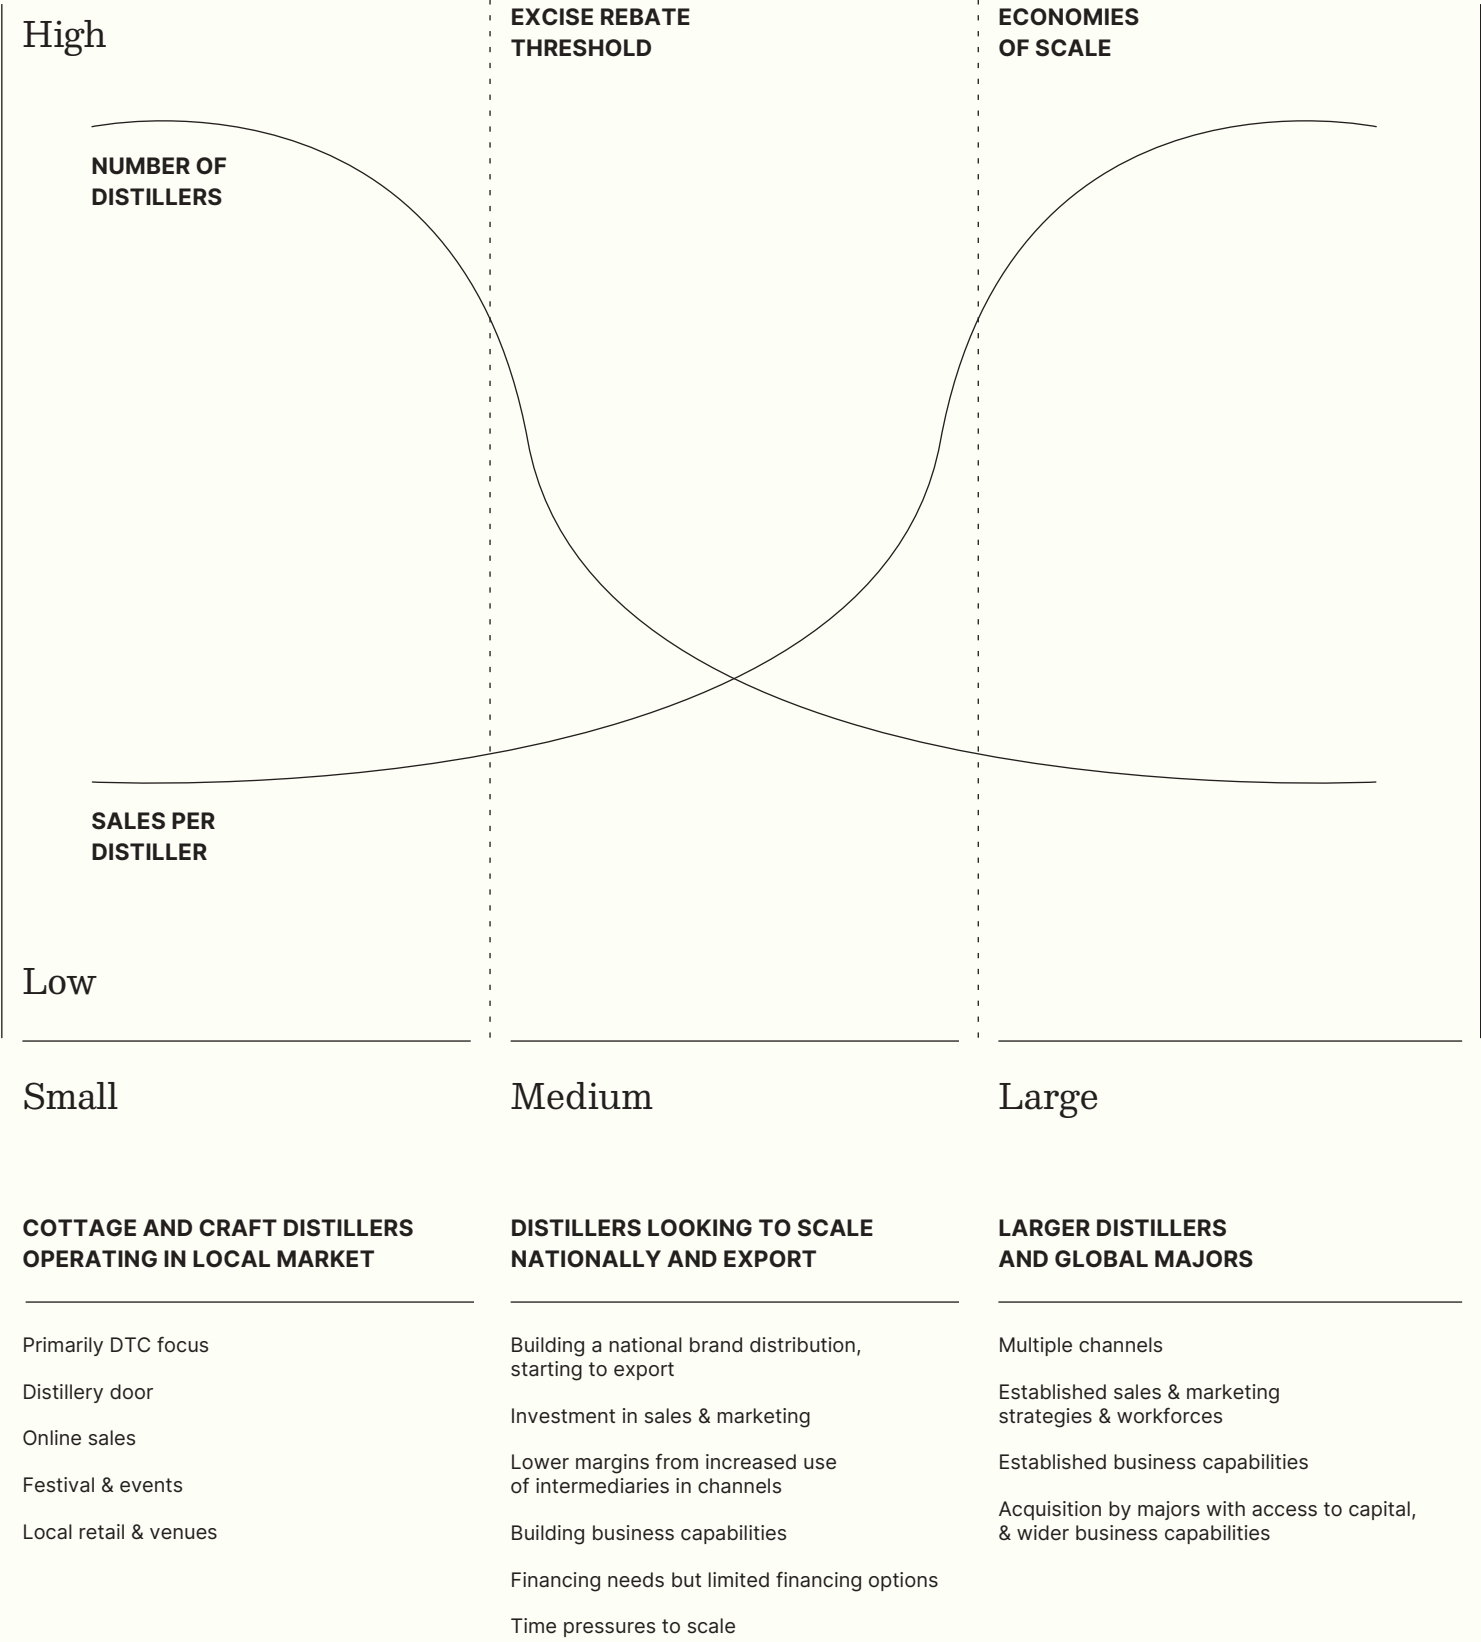 High
EXCISE REBATE
THRESHOLD
ECONOMIES
OF SCALE
NUMBER OF
DISTILLERS
SALES PER
DISTILLER
Low
Small
Medium
Large
COTTAGE AND CRAFT DISTILLERS
OPERATING IN LOCAL MARKET
Primarily DTC focus
Distillery door
Online sales
Festival & events
Local retail & venues
DISTILLERS LOOKING TO SCALE
NATIONALLY AND EXPORT
Building a national brand distribution,
starting to export
Investment in sales & marketing
Lower margins from increased use
of intermediaries in channels
Building business capabilities
Financing needs but limited financing options
Time pressures to scale
LARGER DISTILLERS
AND GLOBAL MAJORS
Multiple channels
Established sales & marketing
strategies & workforces
Established business capabilities
Acquisition by majors with access to capital,
& wider business capabilities